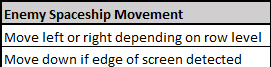 Enemy Spaceship Movement
Move left or right depending on row level
Move down if edge of screen detected